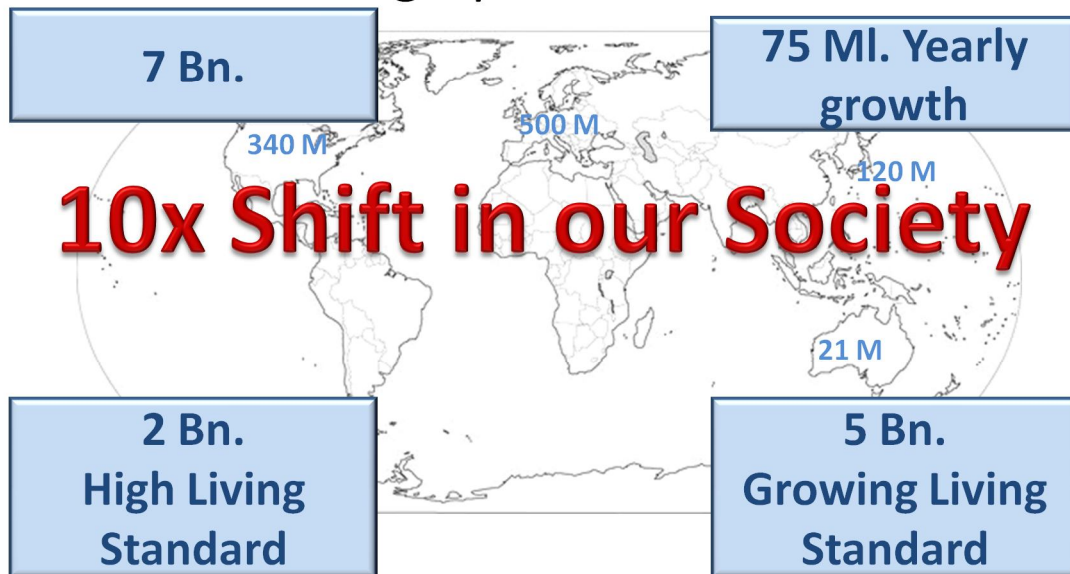 7 Bn.
75 Ml. Yearly
growth
340 M
500 M
120 M
10x Shift in our Society
21 M
2 Bn.
High Living
Standard
5 Bn.
Growing Living
Standard